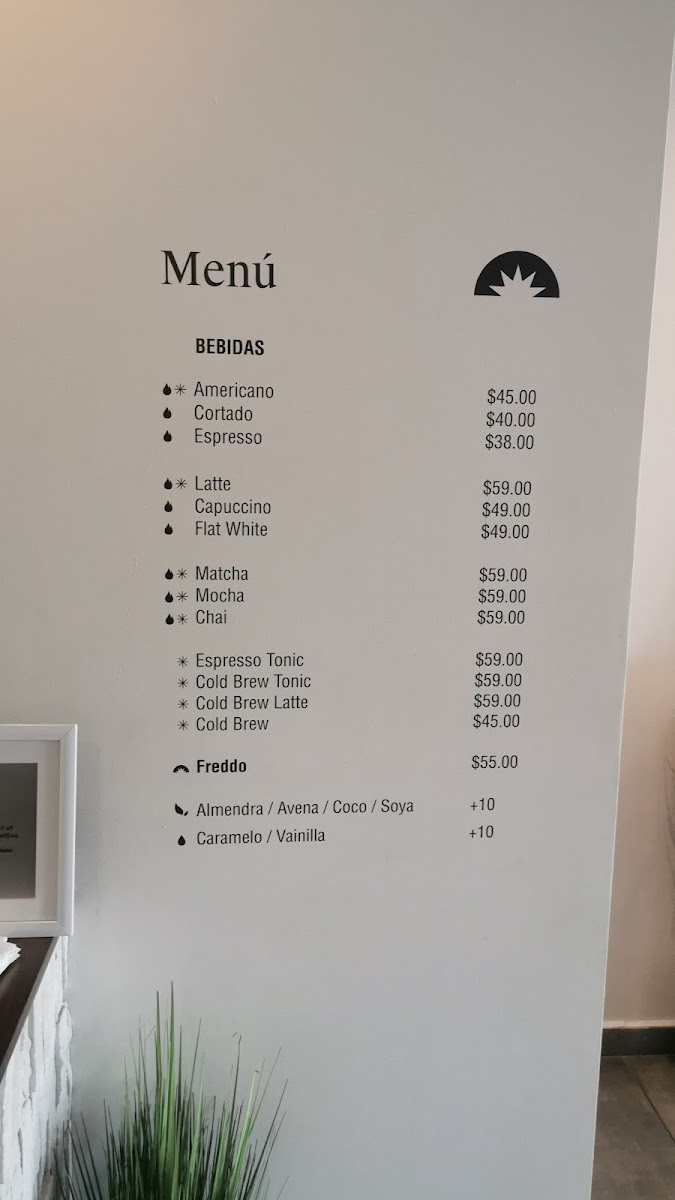 Menú
BEBIDAS
Americano $45.00
Cortado $40.00
Espresso $38.00
Latte $59.00
Capuccino $49.00
Flat White $49.00
Matcha $59.00
Mocha $59.00
Chai $59.00
Espresso Tonic $59.00
Cold Brew Tonic $59.00
Cold Brew Latte $59.00
Cold Brew $45.00
Freddo $55.00
Almendra / Avena / Coco / Soya +10
Caramelo / Vainilla +10